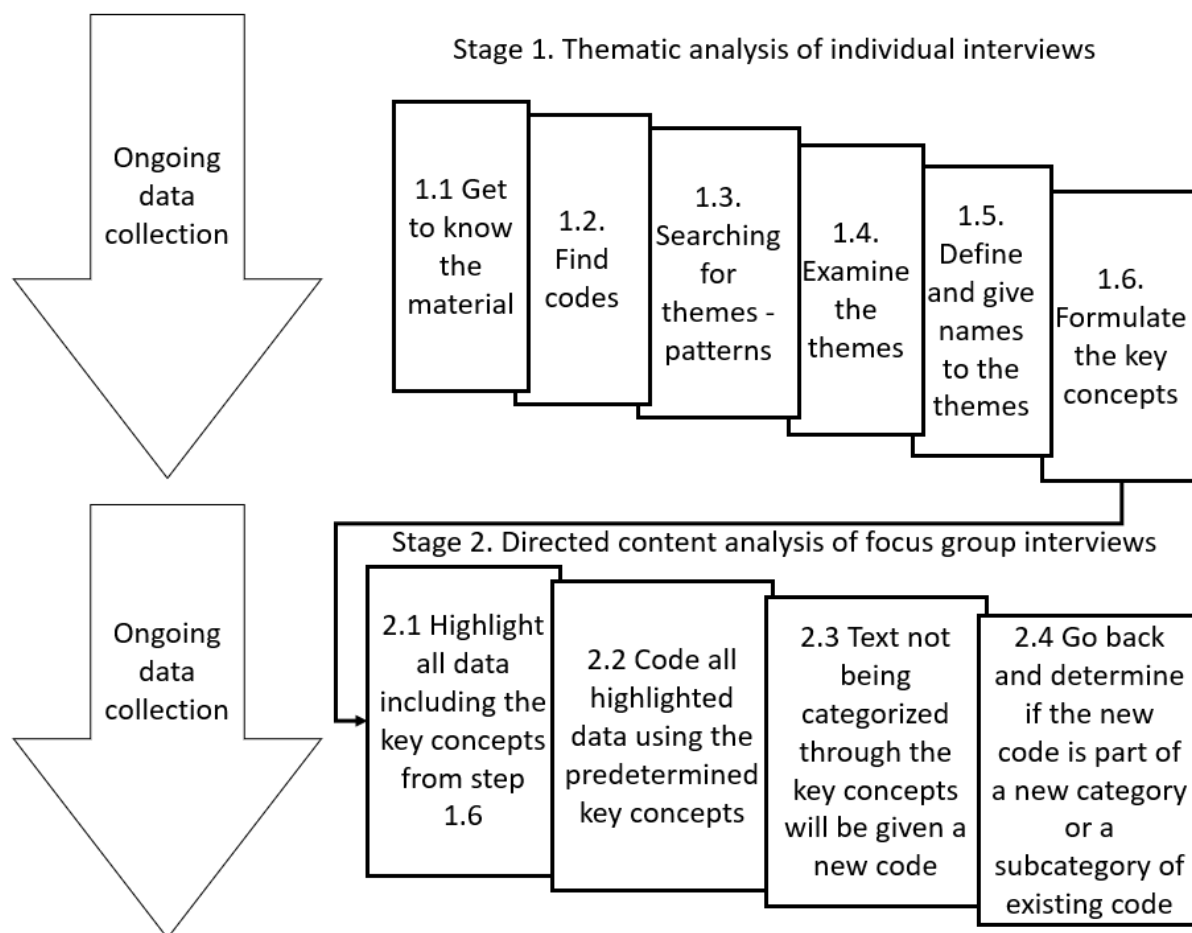 Stage 1. Thematic analysis of individual interviews
Ongoing
data
collection
1.1 Get
to know
the
material
1.2.
Find
codes
1.3.
Searching
for
themes -
patterns
1.4.
Examine
the
themes
1.5.
Define
and give
names
to the
themes
1.6.
Formulate
the key
concepts
Stage 2. Directed content analysis of focus group interviews
Ongoing
data
collection
2.1 Highlight
all data
including the
key concepts
from step
1.6
2.2 Code all
highlighted
data using the
predetermined
key concepts
2.3 Text not
being
categorized
through the
key concepts
will be given a
new code
2.4 Go back
and determine
if the new
code is part of
a new category
or a
subcategory of
existing code